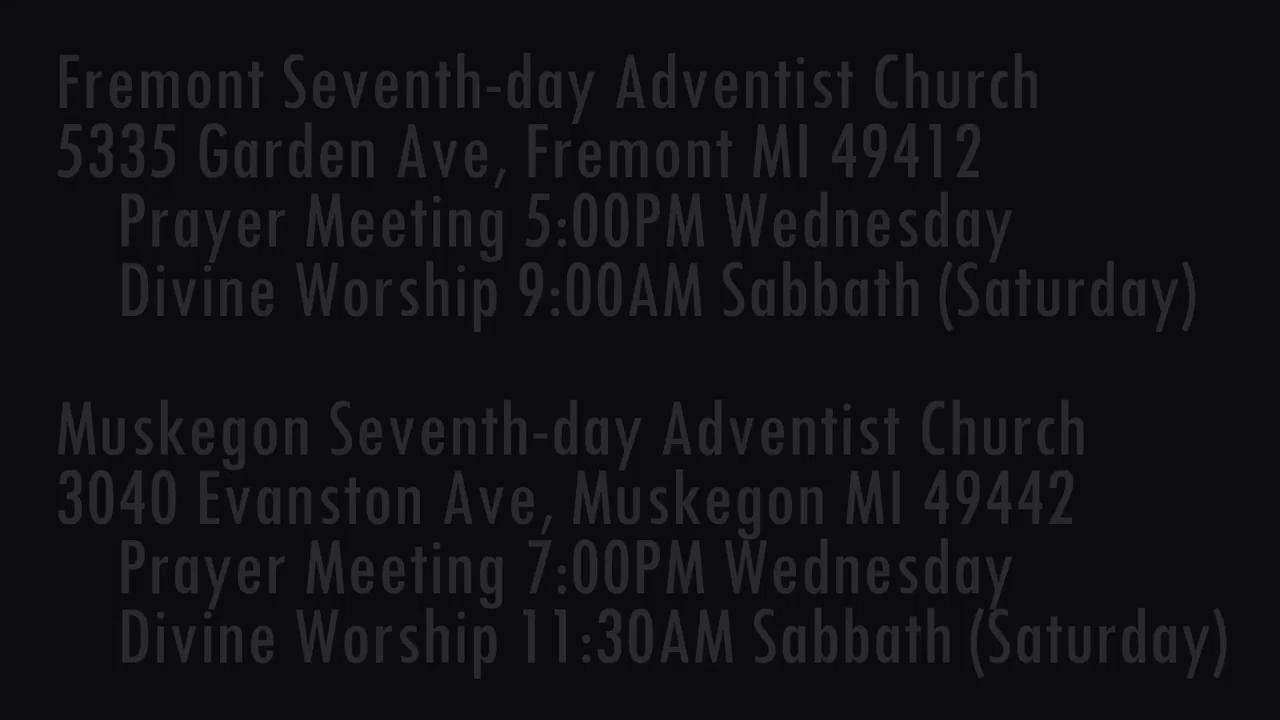 Fremont Seventh-day Adventist Church
5335 Garden Ave, Fremont MI 49412
Prayer Meeting 5:00PM Wednesday
Divine Worship 9:00AM Sabbath (Saturday)
Muskegon Seventh-day Adventist Church
3040 Evanston Ave, Muskegon MI 49442
Prayer Meeting 7:00PM Wednesday
Divine Worship 11:30AM Sabbath (Saturday)